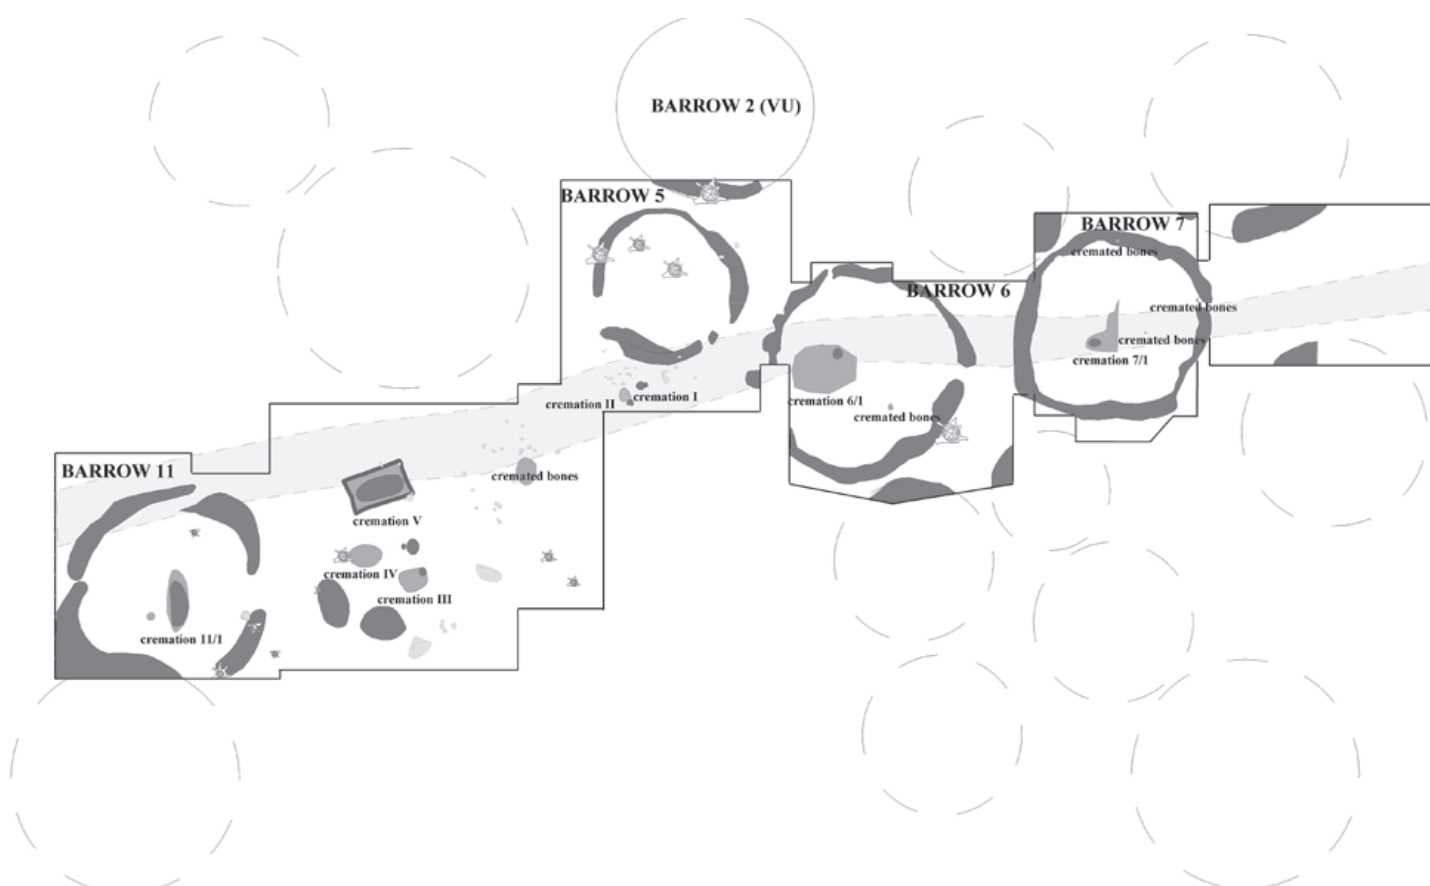 BARROW 2 (VU)
BARROW 5
BARROW 7
cremated bones
BARROW 6
cremated bones
cremated bones
cremation 7/1
cremation I
cremation II
cremation 6/1
cremated bones
BARROW 11
cremated bones
cremation V
cremation IV
cremation III
cremation 11/1